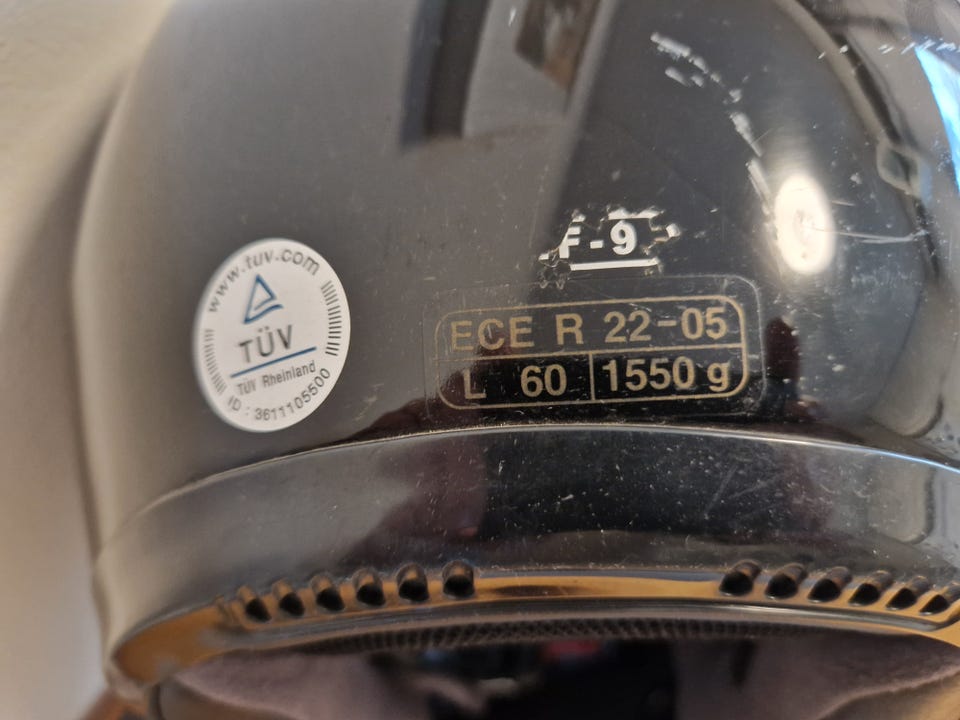 www.tuv.com
TÜV
TÜV Rheinland
ID : 3611105500
F-9
ECE R 22-05
L 60 1550 g